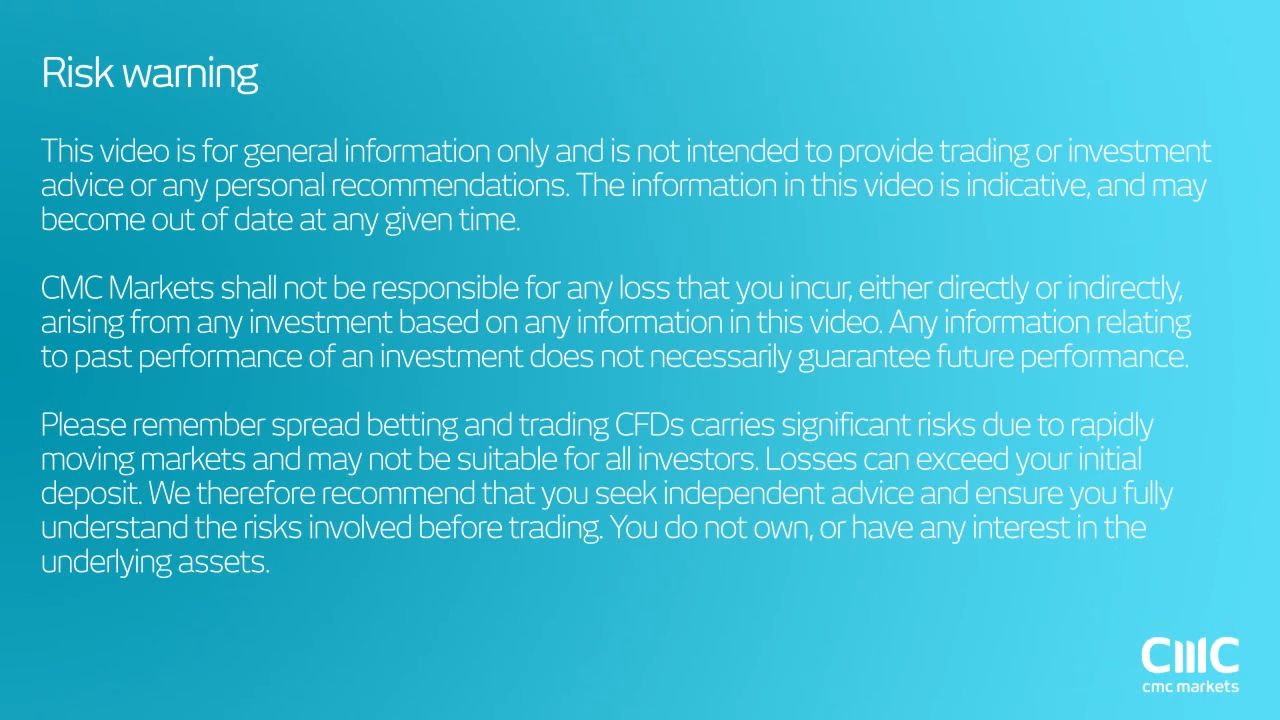 Risk warning
This video is for general information only and is not intended to provide trading or investment
advice or any personal recommendations. The information in this video is indicative, and may
become out of date at any given time.
CMC Markets shall not be responsible for any loss that you incur, either directly or indirectly,
arising from any investment based on any information in this video. Any information relating
to past performance of an investment does not necessarily guarantee future performance.
Please remember spread betting and trading CFDs carries significant risks due to rapidly
moving markets and may not be suitable for all investors. Losses can exceed your initial
deposit. We therefore recommend that you seek independent advice and ensure you fully
understand the risks involved before trading. You do not own, or have any interest in the
underlying assets.
cmc
cmc markets